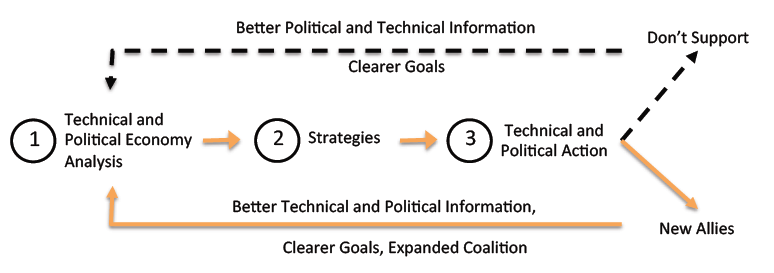 Better Political and Technical Information
Don't Support
Clearer Goals
1
Technical and
Political Economy
Analysis
2
Strategies
3
Technical and
Political Action
Better Technical and Political Information,
New Allies
Clearer Goals, Expanded Coalition